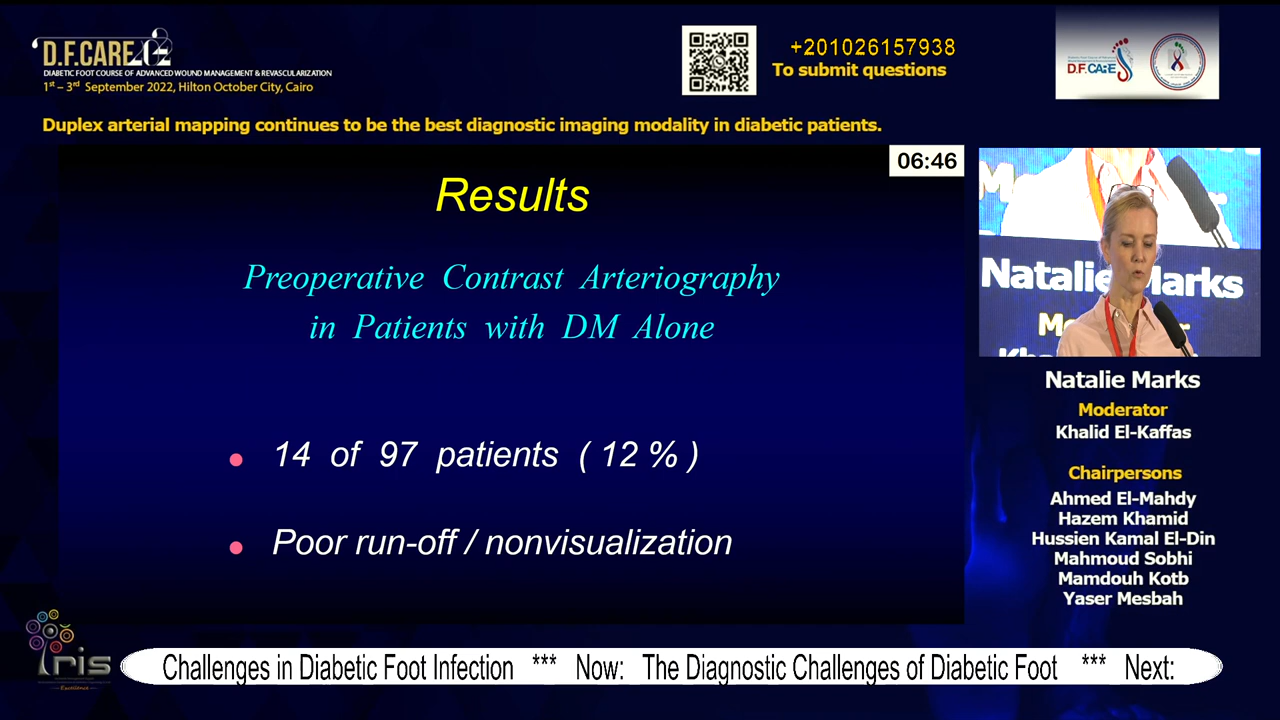 D.F.CARE
DIABETIC FOOT COURSE OF ADVANCED WOUND MANAGEMENT & REVASCULARIZATION
1st – 3rd September 2022, Hilton October City, Cairo
+201026157938
To submit questions
D.F.CARE
Duplex arterial mapping continues to be the best diagnostic imaging modality in diabetic patients.
06:46
Results
Preoperative Contrast Arteriography
in Patients with DM Alone
• 14 of 97 patients ( 12 % )
• Poor run-off / nonvisualization
Natalie Marks
Natalie Marks
Moderator
Khalid El-Kaffas
Chairpersons
Ahmed El-Mahdy
Hazem Khamid
Hussien Kamal El-Din
Mahmoud Sobhi
Mamdouh Kotb
Yaser Mesbah
iris
Excellence
Challenges in Diabetic Foot Infection *** Now: The Diagnostic Challenges of Diabetic Foot *** Next: